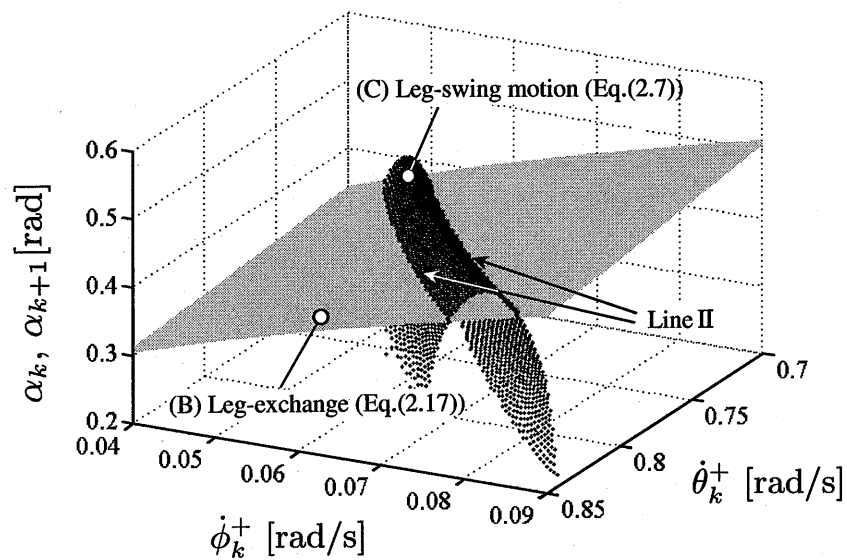 (C) Leg-swing motion (Eq.(2.7))
0.6
0.5
0.4
0.3
0.2
α_k, α_{k+1}[rad]
Line II
(B) Leg-exchange (Eq.(2.17))
0.04
0.05
0.06
0.07
0.08
0.09
0.7
0.75
0.8
0.85
θ̇_k^+ [rad/s]
φ̇_k^+ [rad/s]